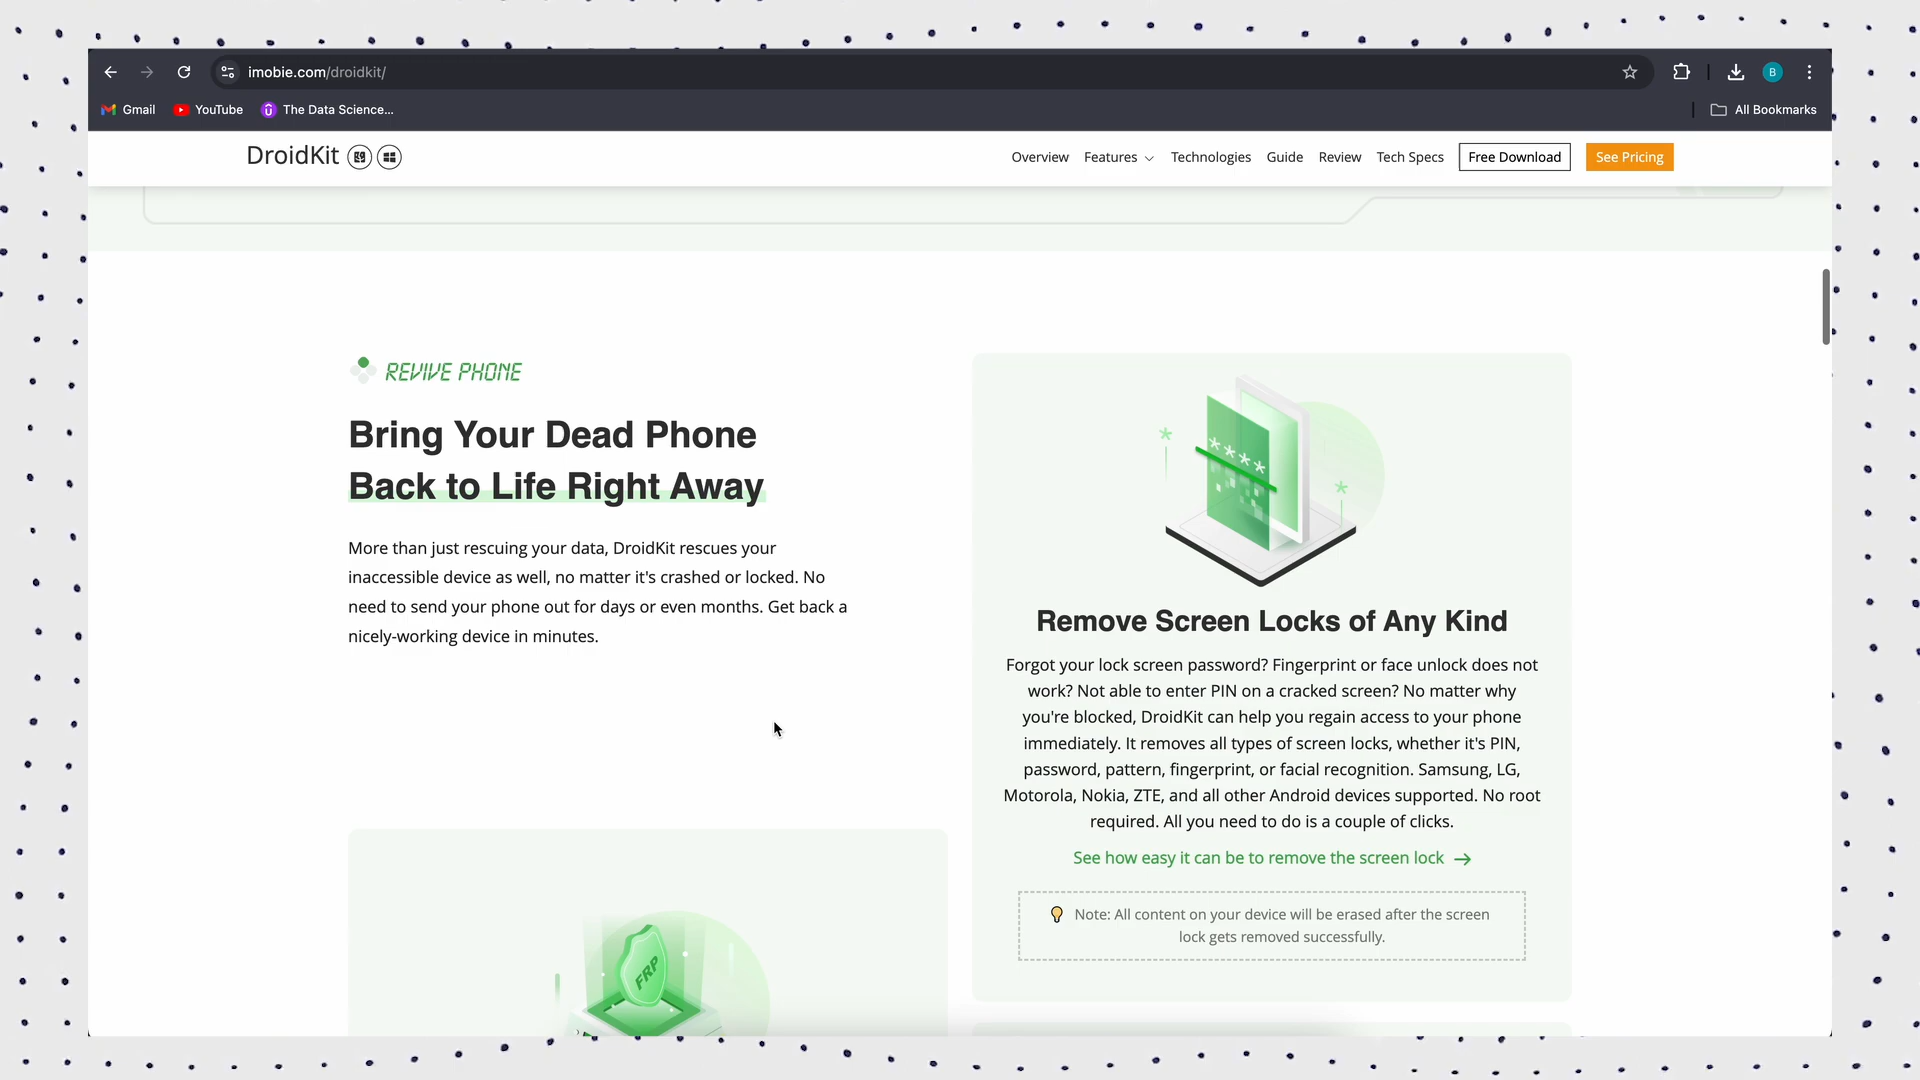 imobie.com/droidkit/
B
Gmail
YouTube
The Data Science...
All Bookmarks
DroidKit
Overview
Features
Technologies
Guide
Review
Tech Specs
Free Download
See Pricing
REVIVE PHONE
Bring Your Dead Phone
Back to Life Right Away
More than just rescuing your data, DroidKit rescues your
inaccessible device as well, no matter it's crashed or locked. No
need to send your phone out for days or even months. Get back a
nicely-working device in minutes.
****
Remove Screen Locks of Any Kind
Forgot your lock screen password? Fingerprint or face unlock does not
work? Not able to enter PIN on a cracked screen? No matter why
you're blocked, DroidKit can help you regain access to your phone
immediately. It removes all types of screen locks, whether it's PIN,
password, pattern, fingerprint, or facial recognition. Samsung, LG,
Motorola, Nokia, ZTE, and all other Android devices supported. No root
required. All you need to do is a couple of clicks.
See how easy it can be to remove the screen lock
Note: All content on your device will be erased after the screen
lock gets removed successfully.
FRP